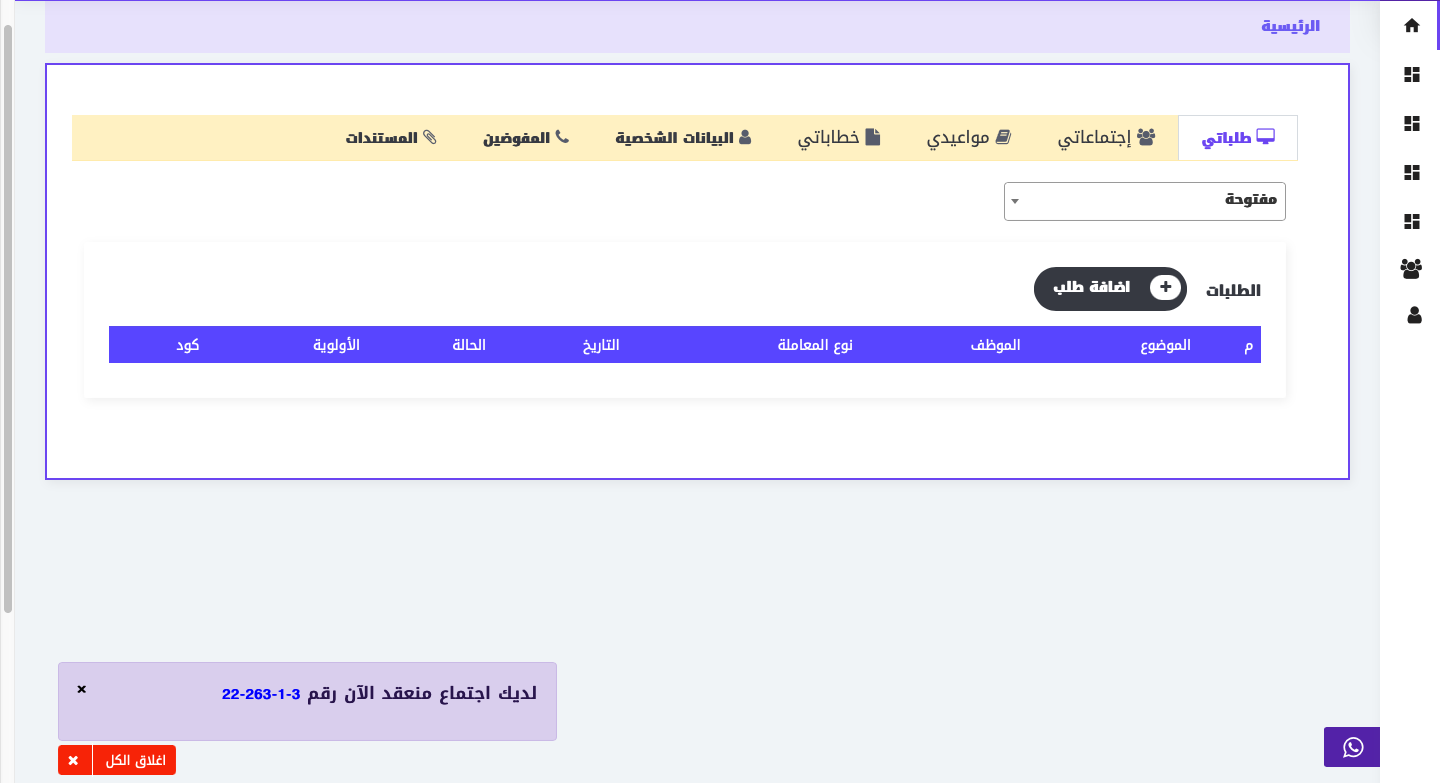 الرئيسية
طلباتي
إجتماعاتي
مواعيدي
خطاباتي
البيانات الشخصية
المفوضين
المستندات
مفتوحة
الطلبات
اضافة طلب
م الموضوع الموظف نوع المعاملة التاريخ الحالة الأولوية كود
لديك اجتماع منعقد الآن رقم 3-1-263-22
اغلاق الكل